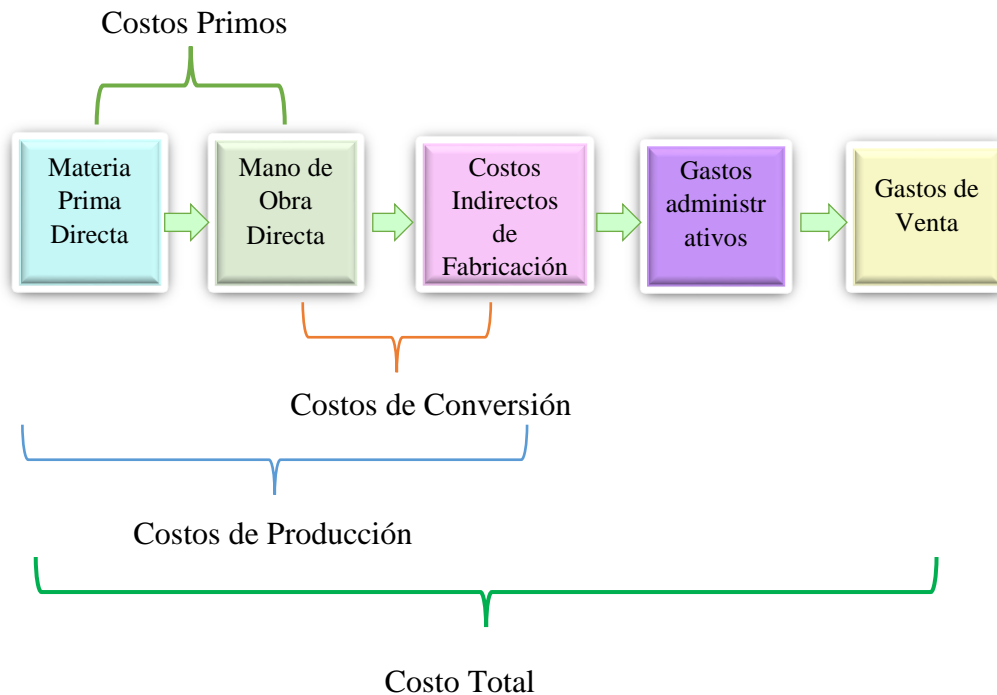 Costos Primos
Materia
Prima
Directa
Mano de
Obra
Directa
Costos
Indirectos
de
Fabricación
Gastos
administr
ativos
Gastos de
Venta
Costos de Conversión
Costos de Producción
Costo Total